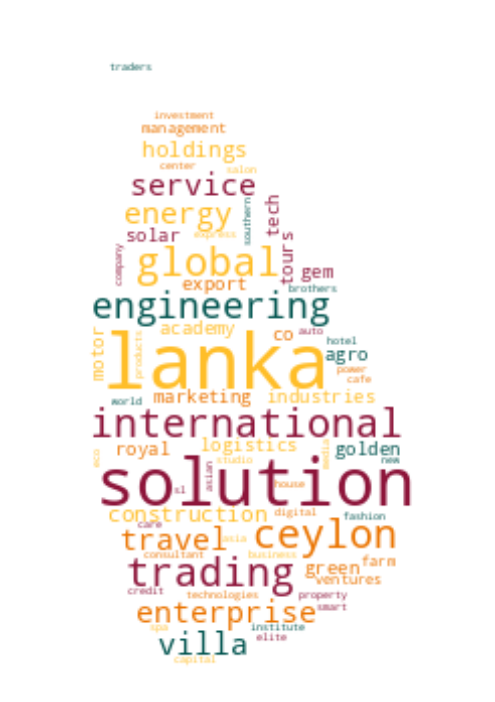 traders
investment
management
holdings
center
salon
service
tech
energy
southern
solar
express
tours
company
global
gem
export
brothers
engineering
academy
co
auto
motor
products
lanka
hotel
agro
power
cafe
world
marketing
industries
international
royal
logistics
golden
eco
studio
media
new
asian
solution
sl
house
construction
digital
fashion
care
travel
asia
ceylon
consultant
business
trading
green
farm
ventures
credit
technologies
property
enterprise
smart
spa
institute
villa
elite
capital